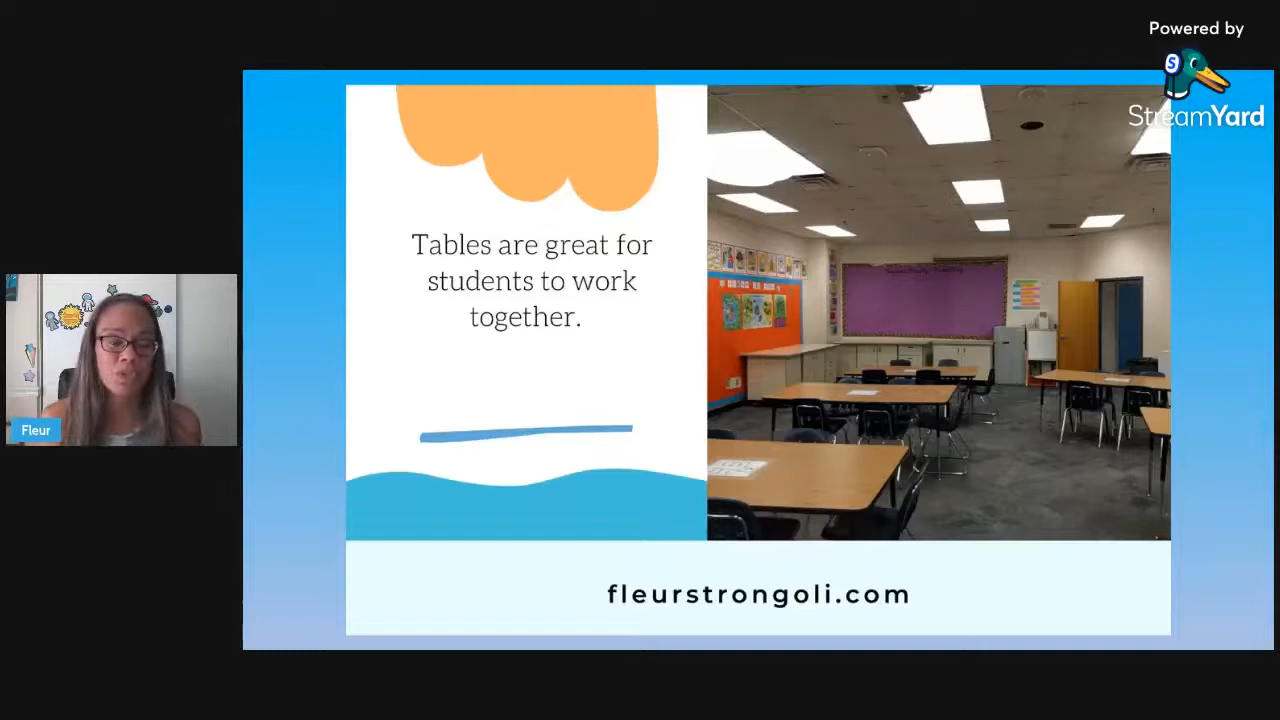 Powered by
StreamYard
Tables are great for
students to work
together.
Fleur
fleurstrongoli.com